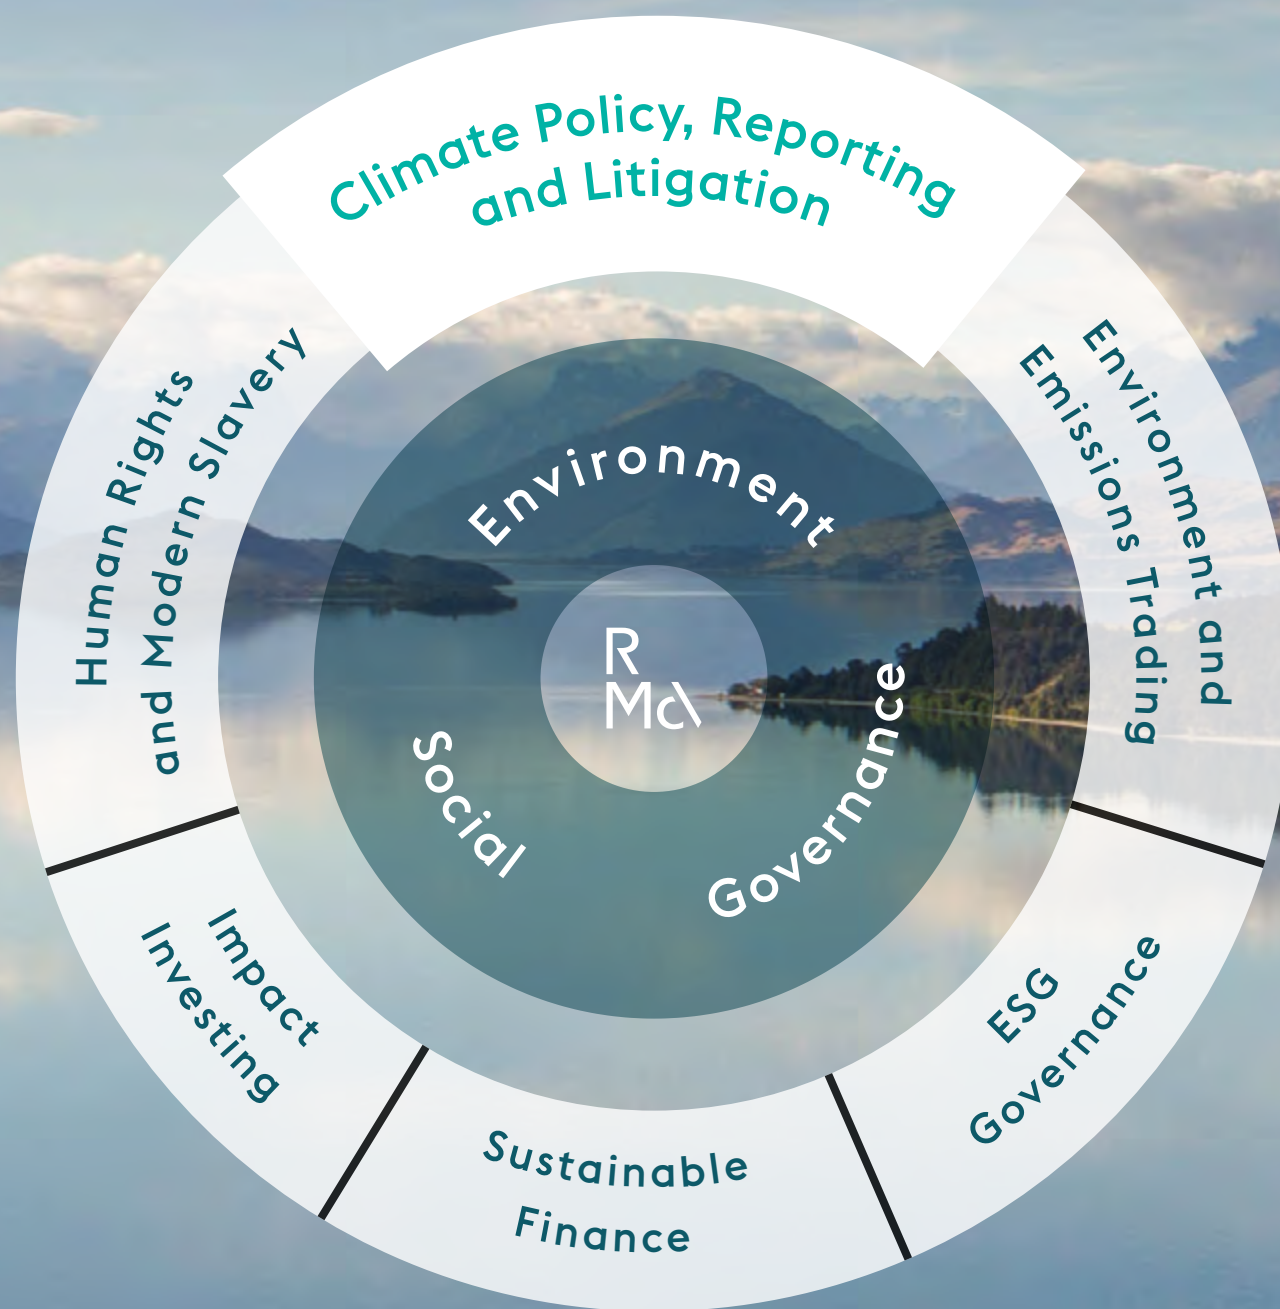 Climate Policy, Reporting
and Litigation
Environment and
Emissions Trading
ESG
Governance
Sustainable
Finance
Impact
Investing
Human Rights
and Modern Slavery
Environment
Governance
Social
R
Mc